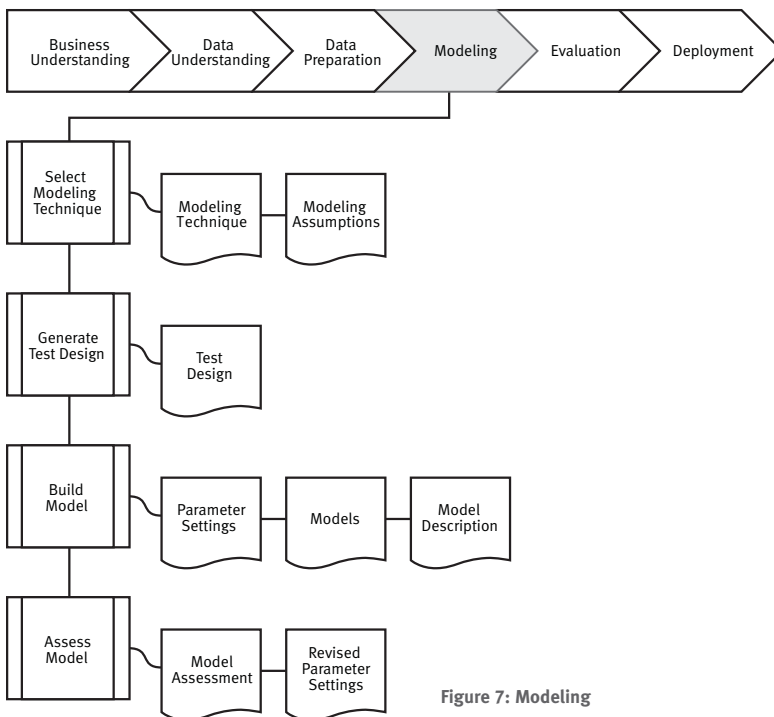 Business
Understanding
Data
Understanding
Data
Preparation
Modeling
Evaluation
Deployment
Select
Modeling
Technique
Modeling
Technique
Modeling
Assumptions
Generate
Test Design
Test
Design
Build
Model
Parameter
Settings
Models
Model
Description
Assess
Model
Model
Assessment
Revised
Parameter
Settings
Figure 7: Modeling